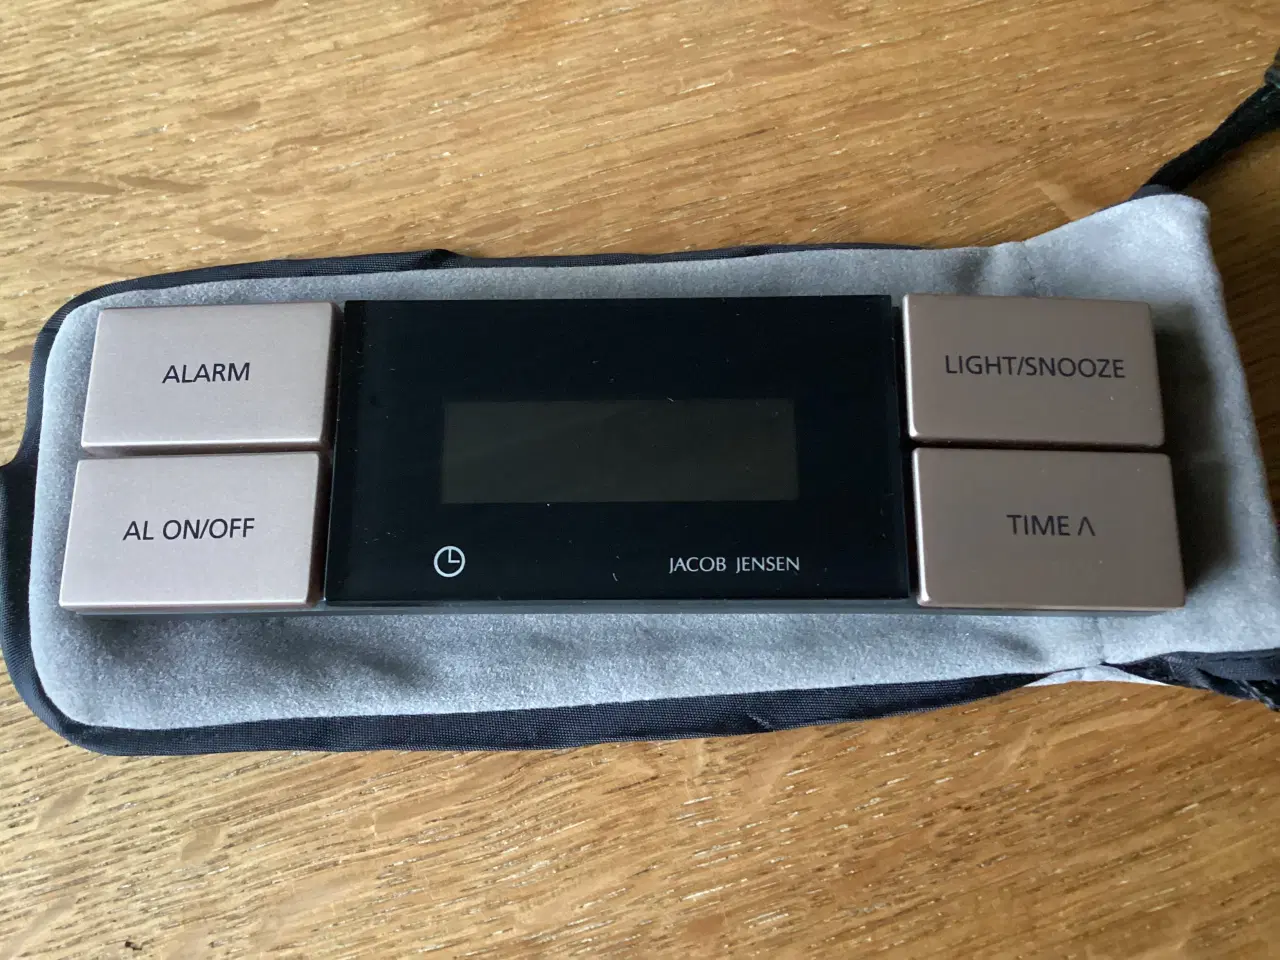 ALARM
LIGHT/SNOOZE
AL ON/OFF
TIME Λ
JACOB JENSEN